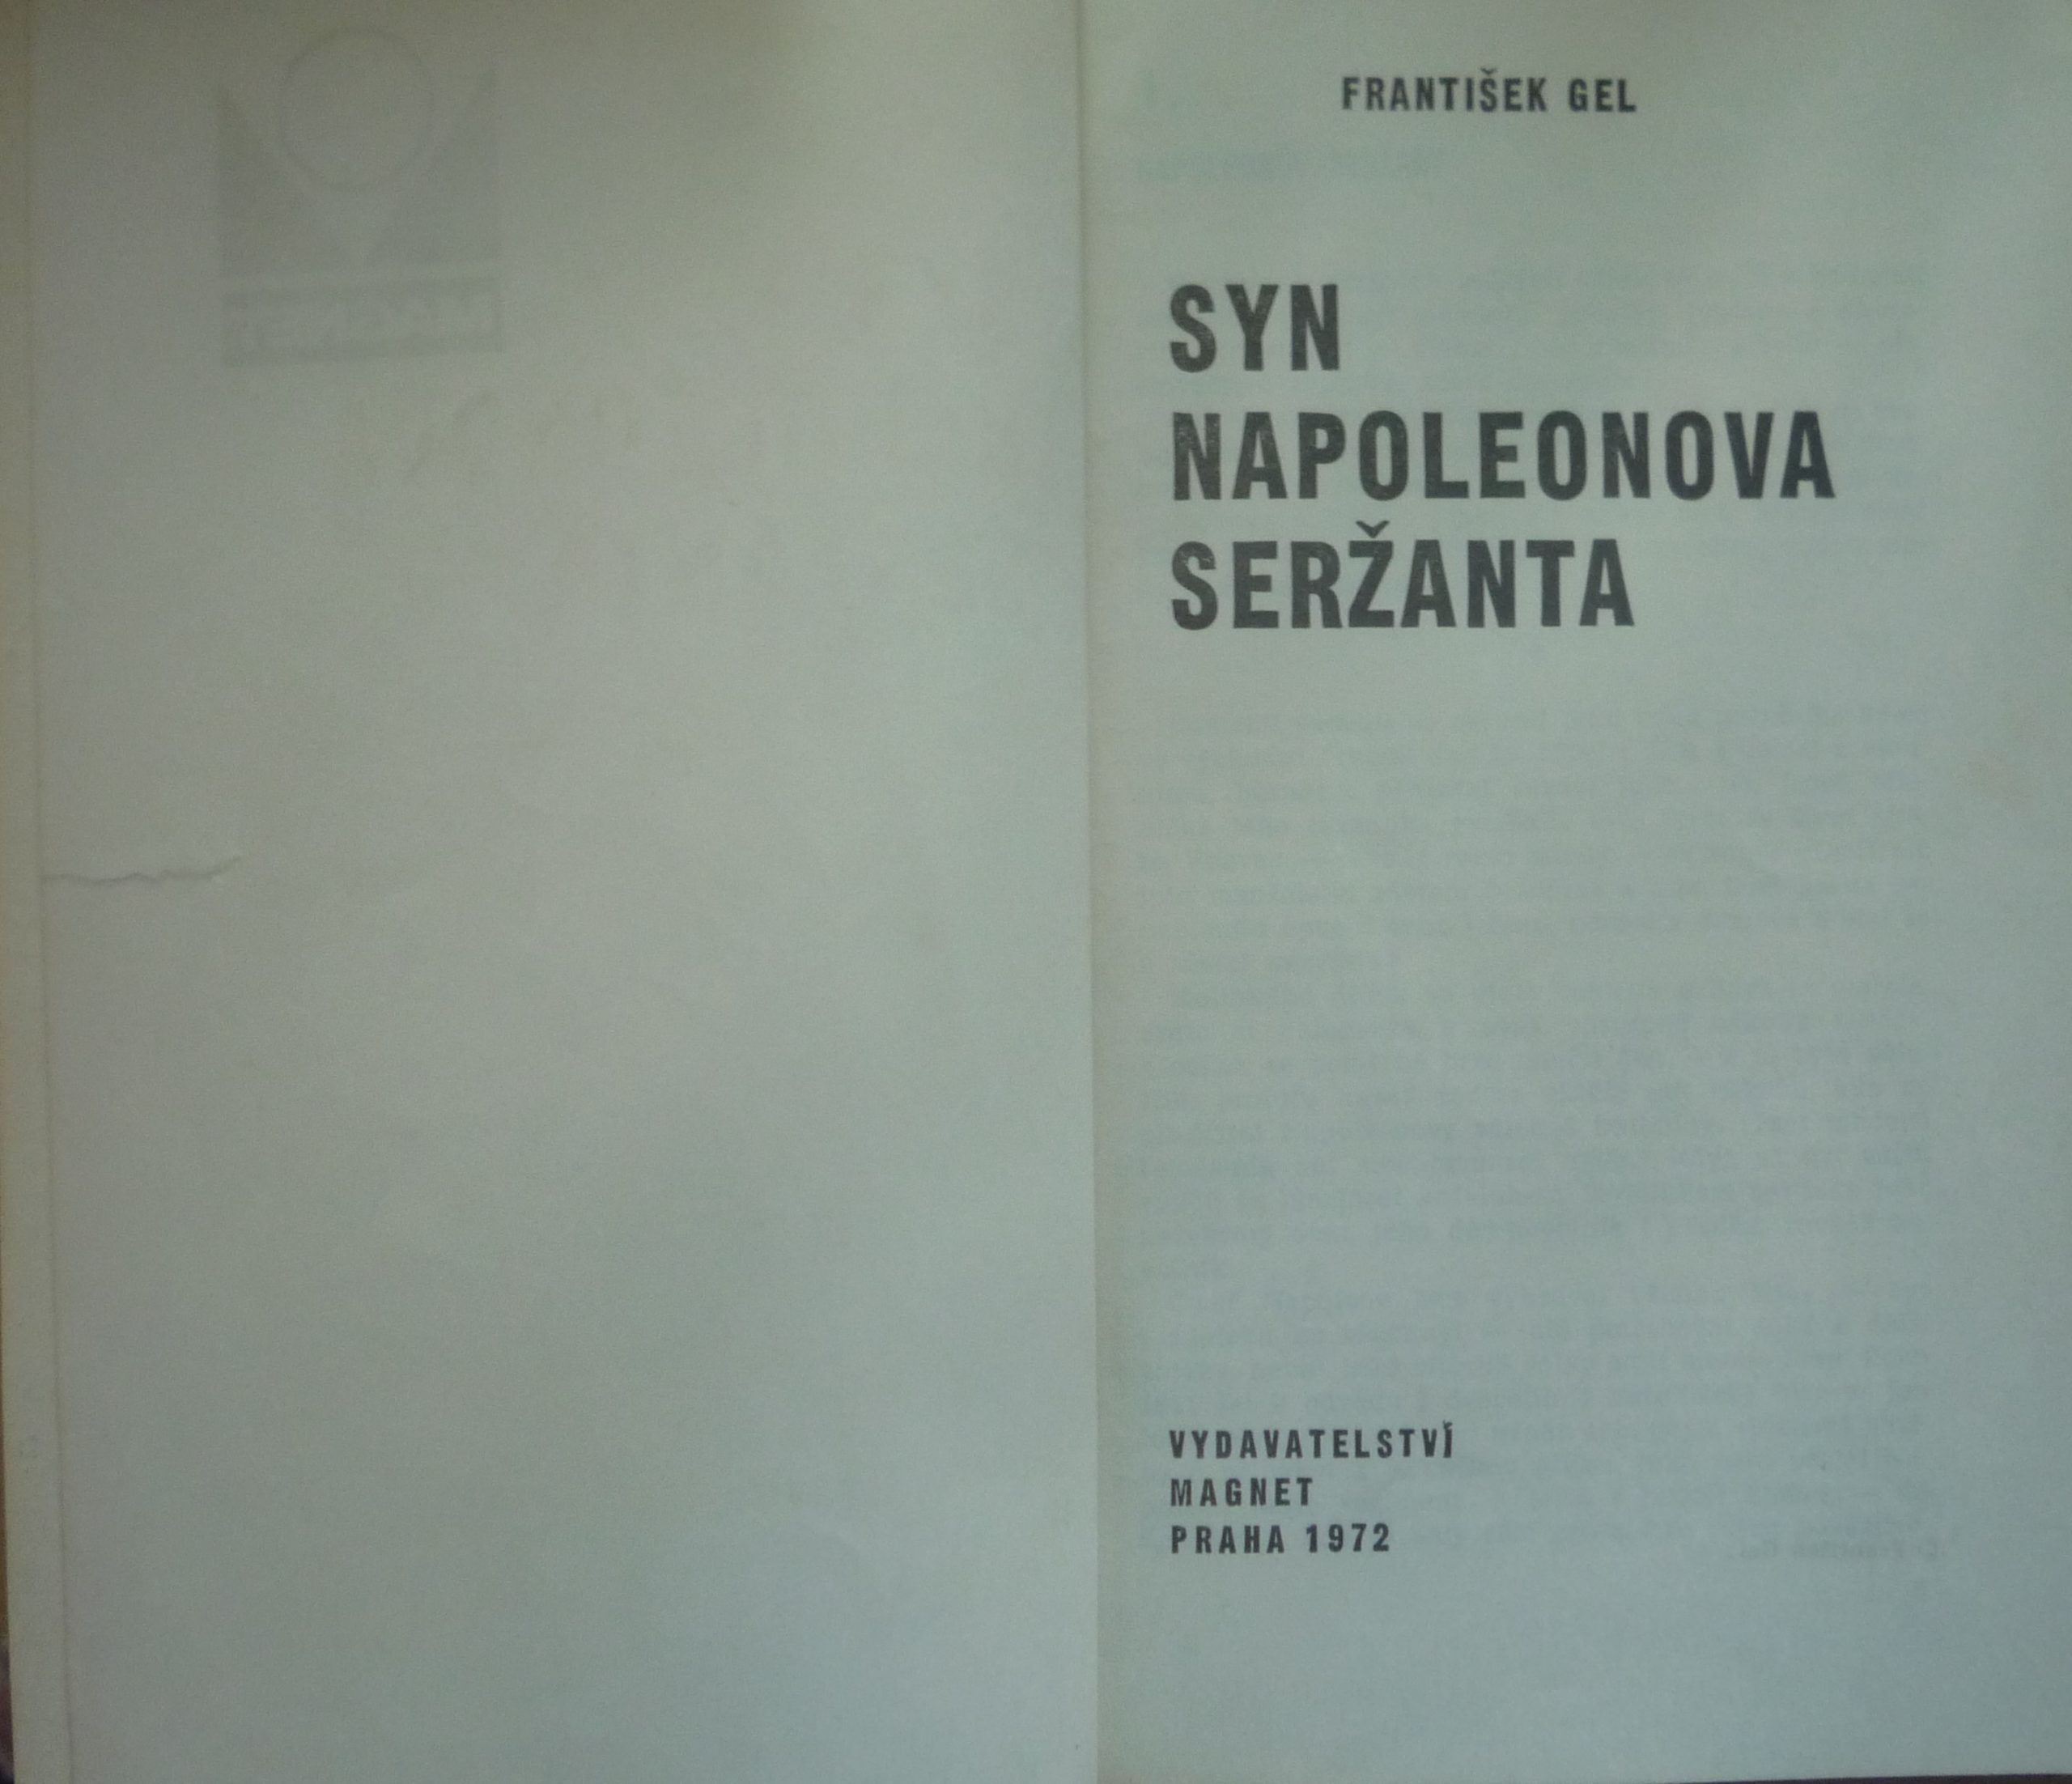 FRANTIŠEK GEL
SYN
NAPOLEONOVA
SERŽANTA
VYDAVATELSTVÍ
MAGNET
PRAHA 1972